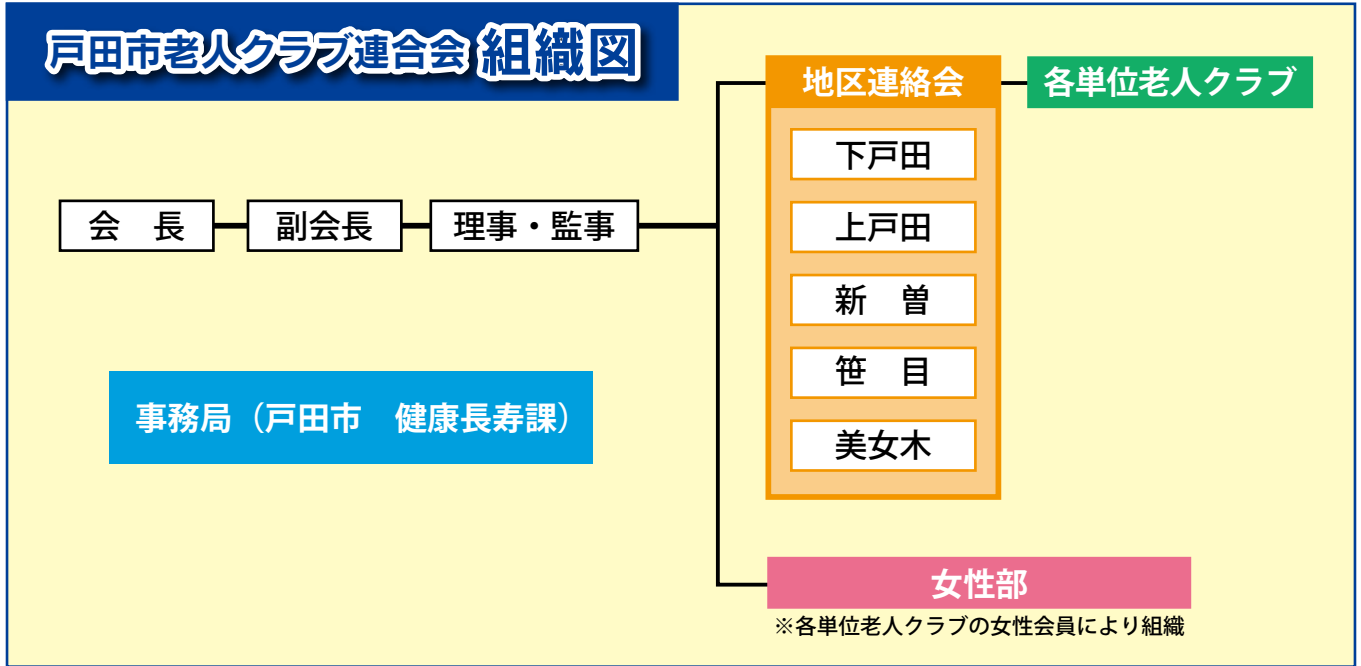 戸田市老人クラブ連合会 組織図
会　長
副会長
理事・監事
地区連絡会
各単位老人クラブ
下戸田
上戸田
新　曽
笹　目
美女木
事務局（戸田市　健康長寿課）
女性部
※各単位老人クラブの女性会員により組織